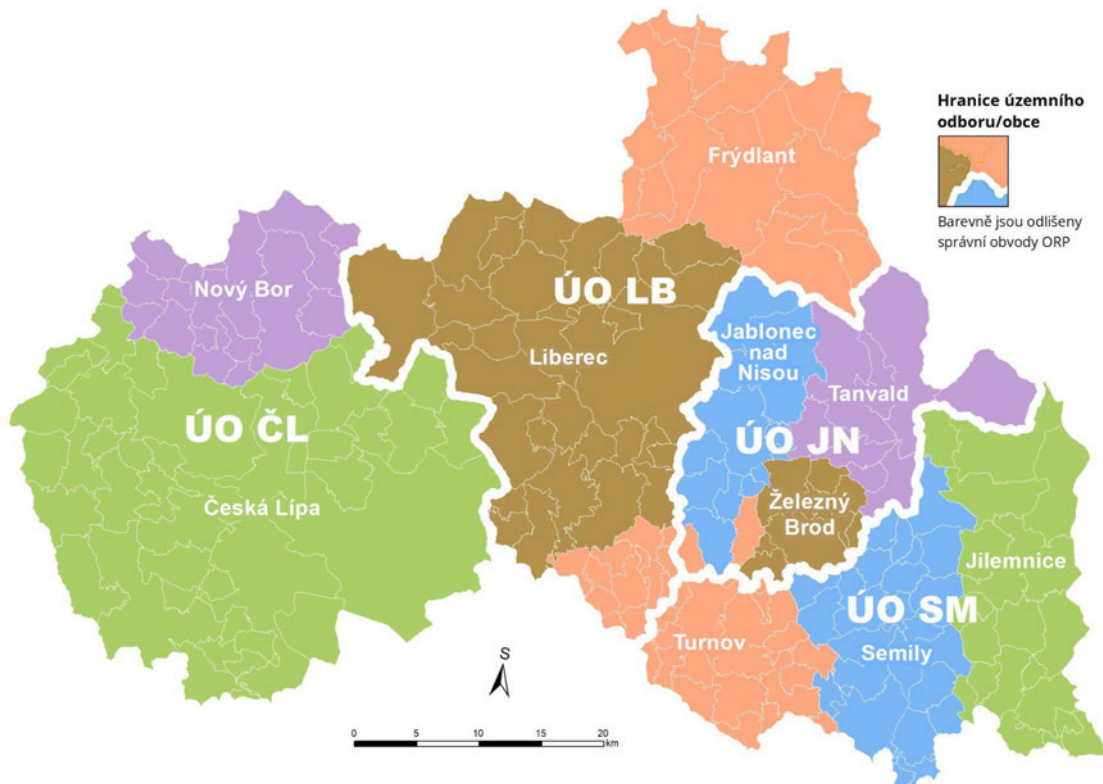 Hranice územního
odboru/obce
Barevně jsou odlišeny
správní obvody ORP
Frýdlant
Nový Bor
ÚO LB
Liberec
Jablonec
nad
Nisou
Tanvald
ÚO ČL
ÚO JN
Česká Lípa
Železný
Brod
Jilemnice
ÚO SM
Turnov
Semily
S
0 5 10 15 20
km